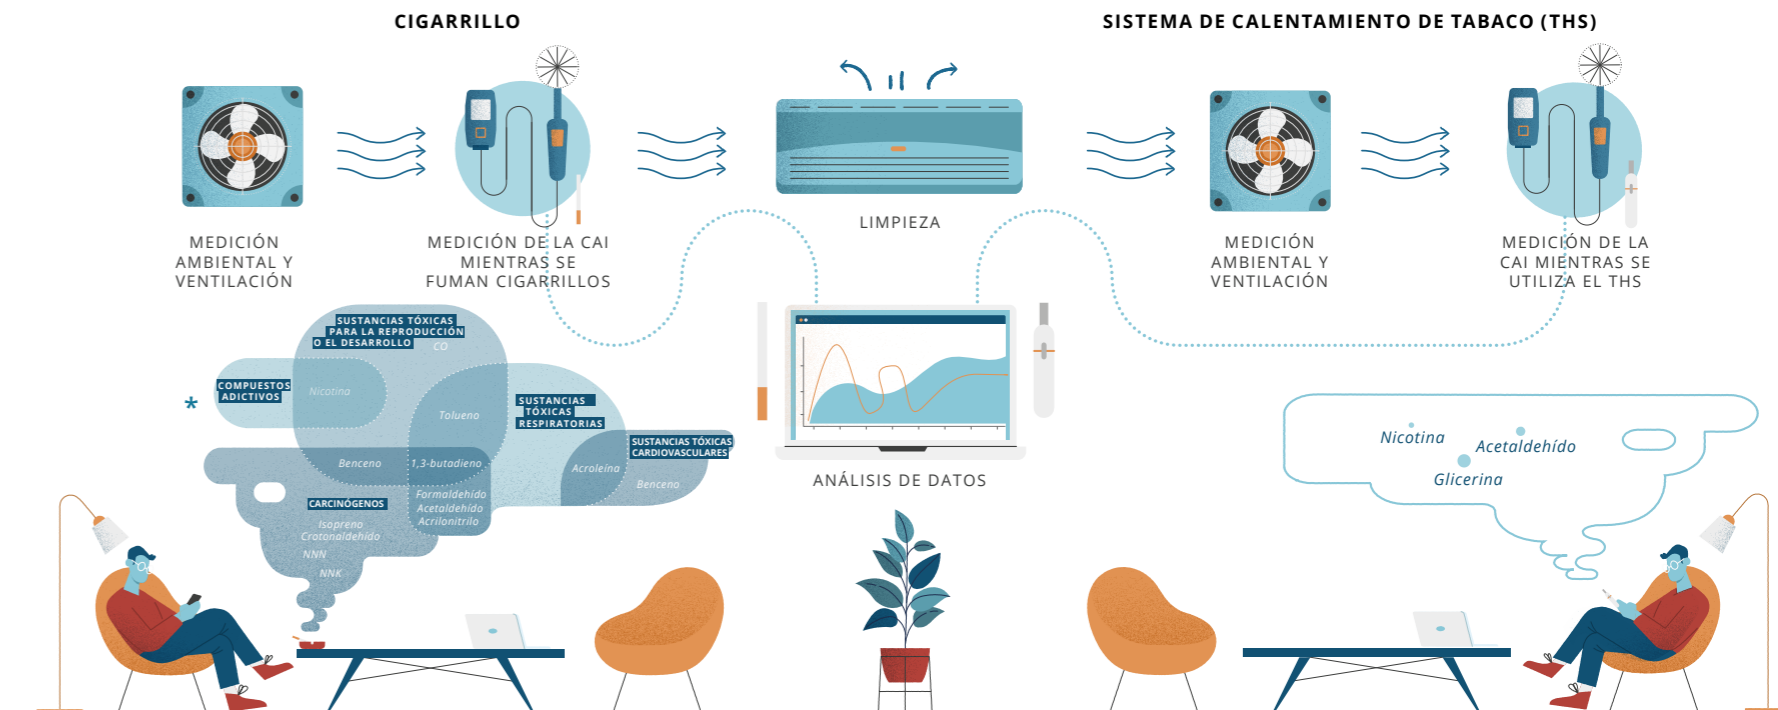 CIGARRILLO
SISTEMA DE CALENTAMIENTO DE TABACO (THS)
MEDICIÓN
AMBIENTAL Y
VENTILACIÓN
MEDICIÓN DE LA CAI
MIENTRAS SE
FUMAN CIGARRILLOS
LIMPIEZA
MEDICIÓN
AMBIENTAL Y
VENTILACIÓN
MEDICIÓN DE LA
CAI MIENTRAS SE
UTILIZA EL THS
SUSTANCIAS TÓXICAS
PARA LA REPRODUCCIÓN
O EL DESARROLLO
CO
COMPUESTOS
ADICTIVOS
*
Nicotina
Tolueno
SUSTANCIAS
TÓXICAS
RESPIRATORIAS
SUSTANCIAS TÓXICAS
CARDIOVASCULARES
Benceno
1,3-butadieno
Acroleína
Benceno
CARCINÓGENOS
Formaldehído
Acetaldehído
Acrilonitrilo
Isopreno
Crotonaldehído
NNN
NNK
ANÁLISIS DE DATOS
Nicotina
Acetaldehído
Glicerina